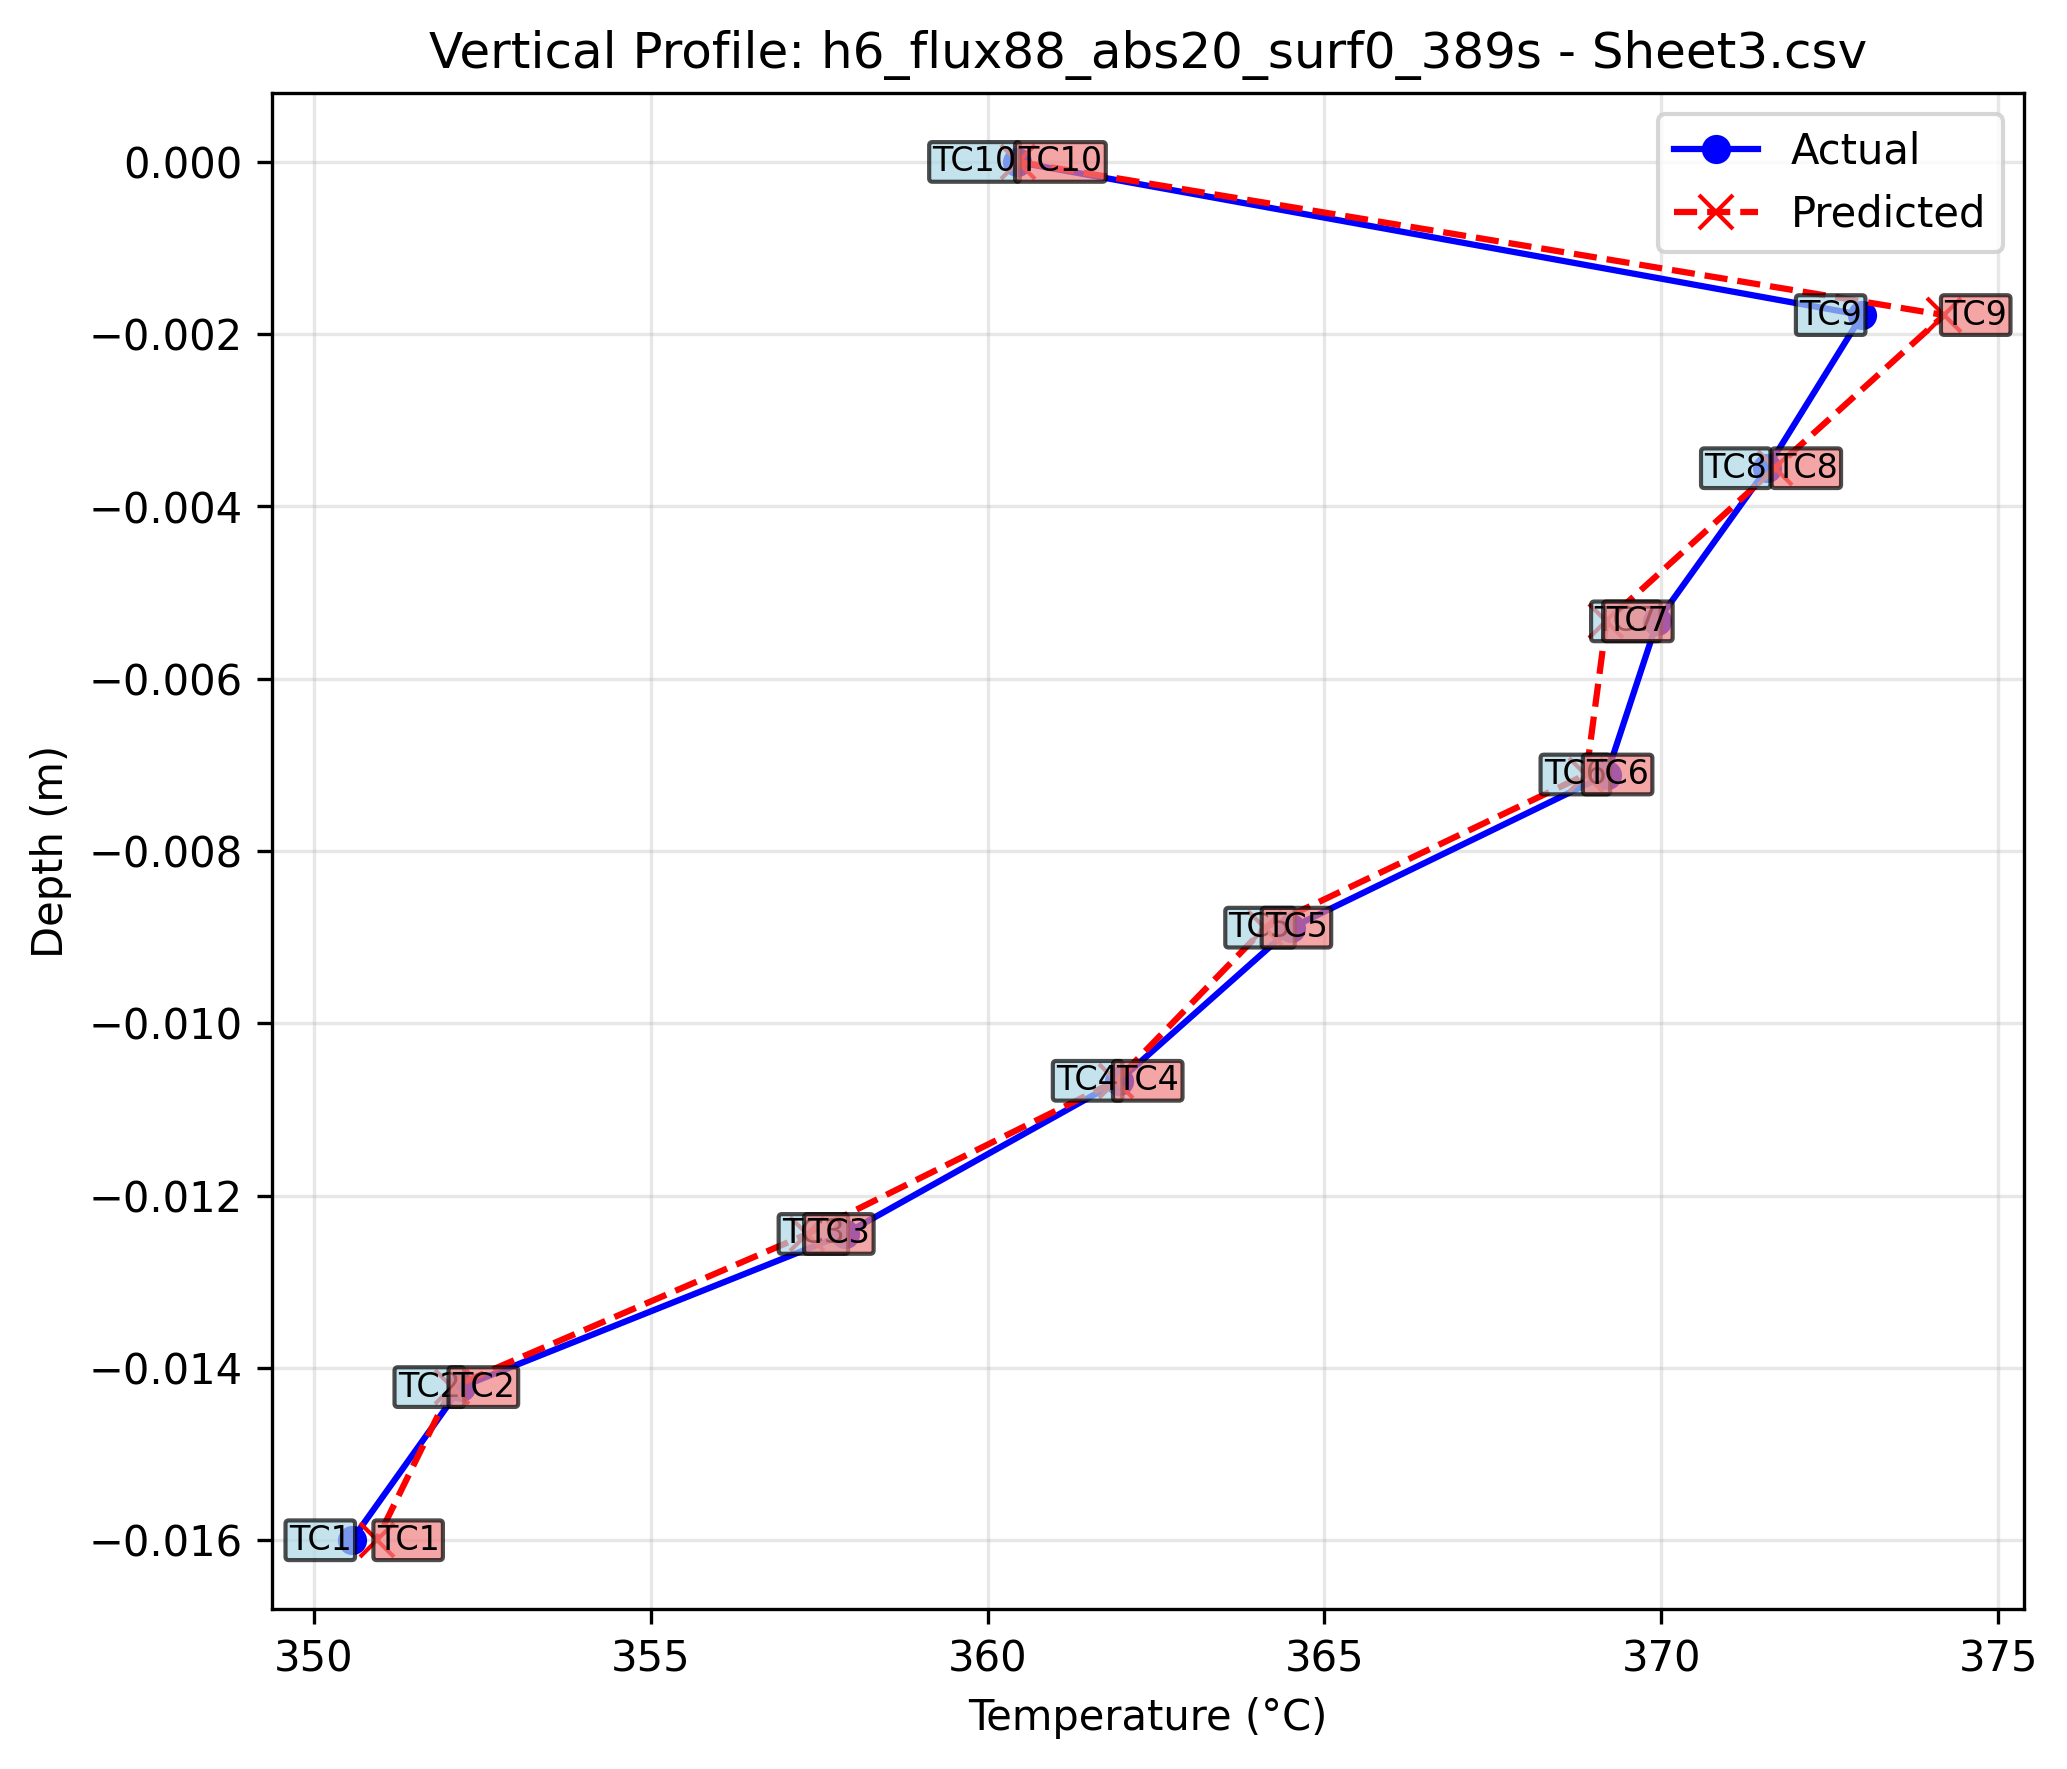 Vertical Profile: h6_flux88_abs20_surf0_389s - Sheet3.csv
Actual
Predicted
0.000
−0.002
−0.004
−0.006
−0.008
−0.010
−0.012
−0.014
−0.016
Depth (m)
TC10 TC10
TC9 TC9
TC8 TC8
TC7
TC6 TC6
TC5
TC4 TC4
TC3
TC2 TC2
TC1 TC1
350 355 360 365 370 375
Temperature (°C)